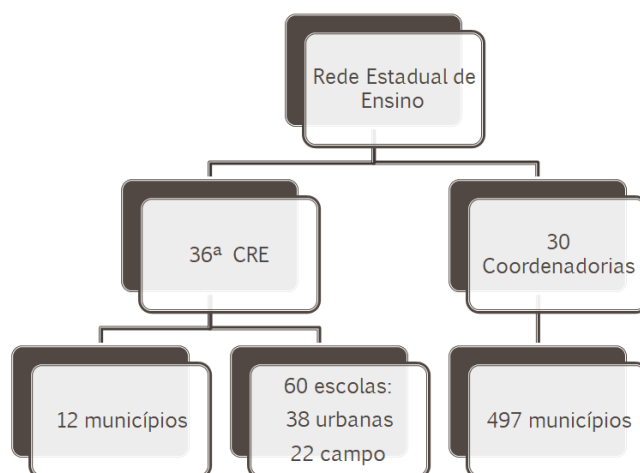 Rede Estadual de
Ensino
36ª CRE
30
Coordenadorias
12 municípios
60 escolas:
38 urbanas
22 campo
497 municípios